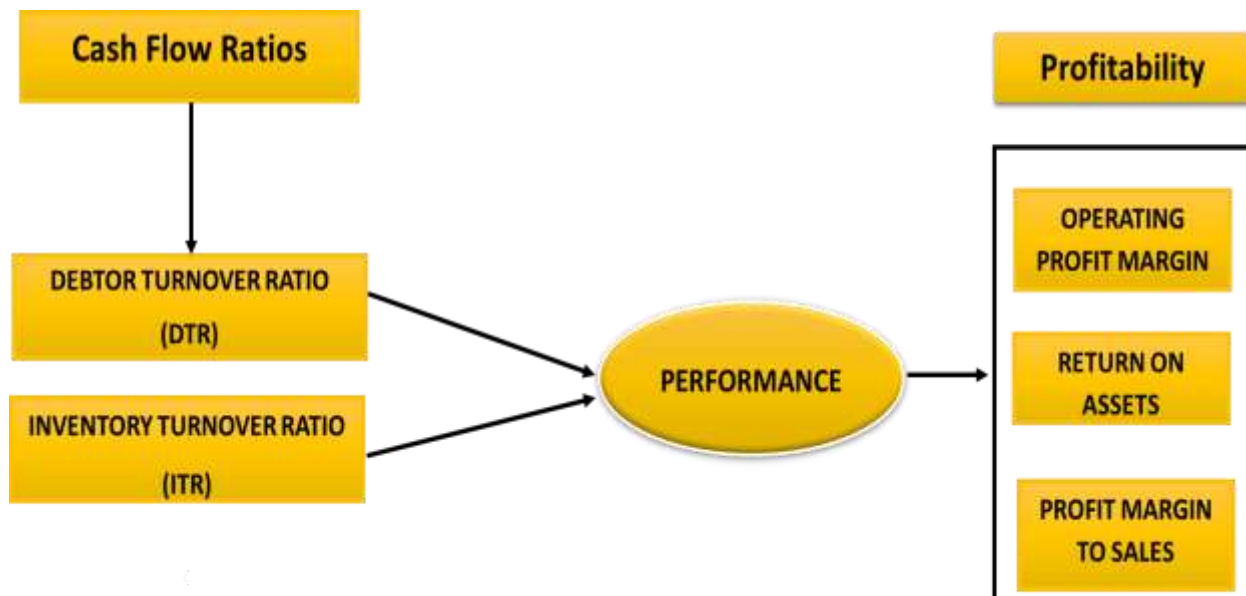 Cash Flow Ratios
Profitability
DEBTOR TURNOVER RATIO
(DTR)
INVENTORY TURNOVER RATIO
(ITR)
PERFORMANCE
OPERATING
PROFIT MARGIN
RETURN ON
ASSETS
PROFIT MARGIN
TO SALES